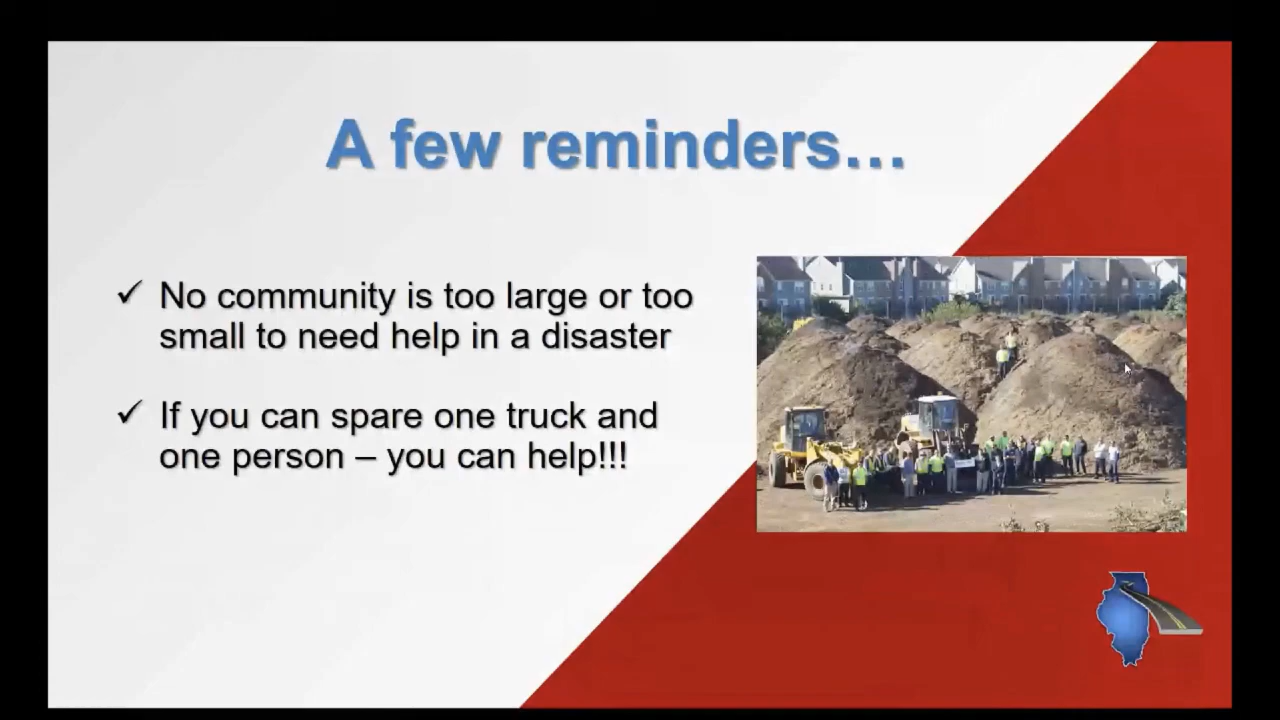 A few reminders…
✓ No community is too large or too
small to need help in a disaster
✓ If you can spare one truck and
one person – you can help!!!